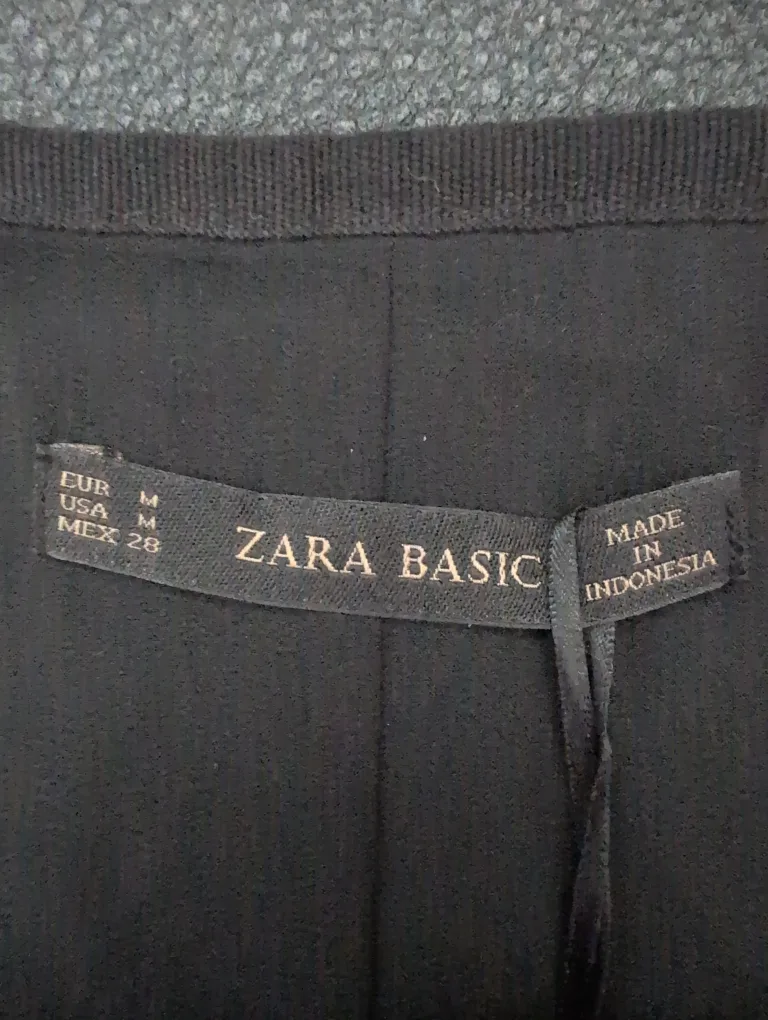 EUR M
USA M
MEX 28
ZARA BASIC
MADE
IN
INDONESIA